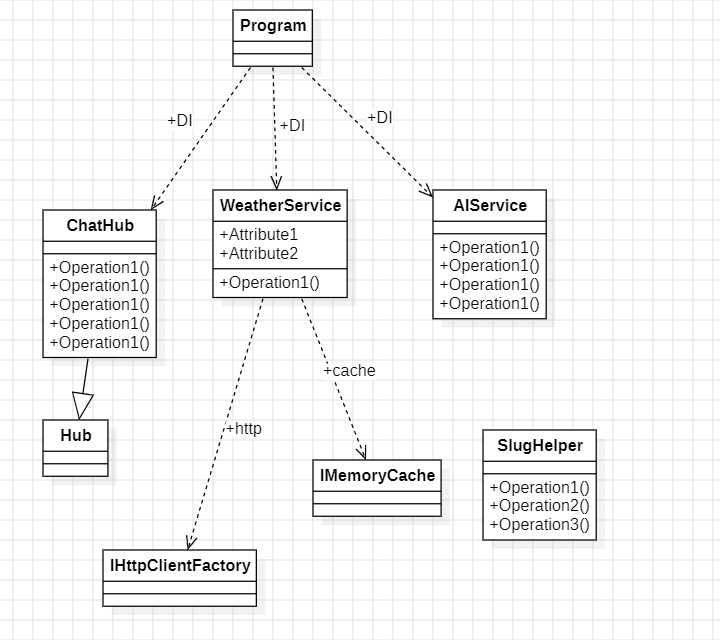 Program
+DI
+DI
+DI
ChatHub
+Operation1()
+Operation1()
+Operation1()
+Operation1()
+Operation1()
WeatherService
+Attribute1
+Attribute2
+Operation1()
AIService
+Operation1()
+Operation1()
+Operation1()
+Operation1()
+cache
+http
Hub
IMemoryCache
SlugHelper
+Operation1()
+Operation2()
+Operation3()
IHttpClientFactory